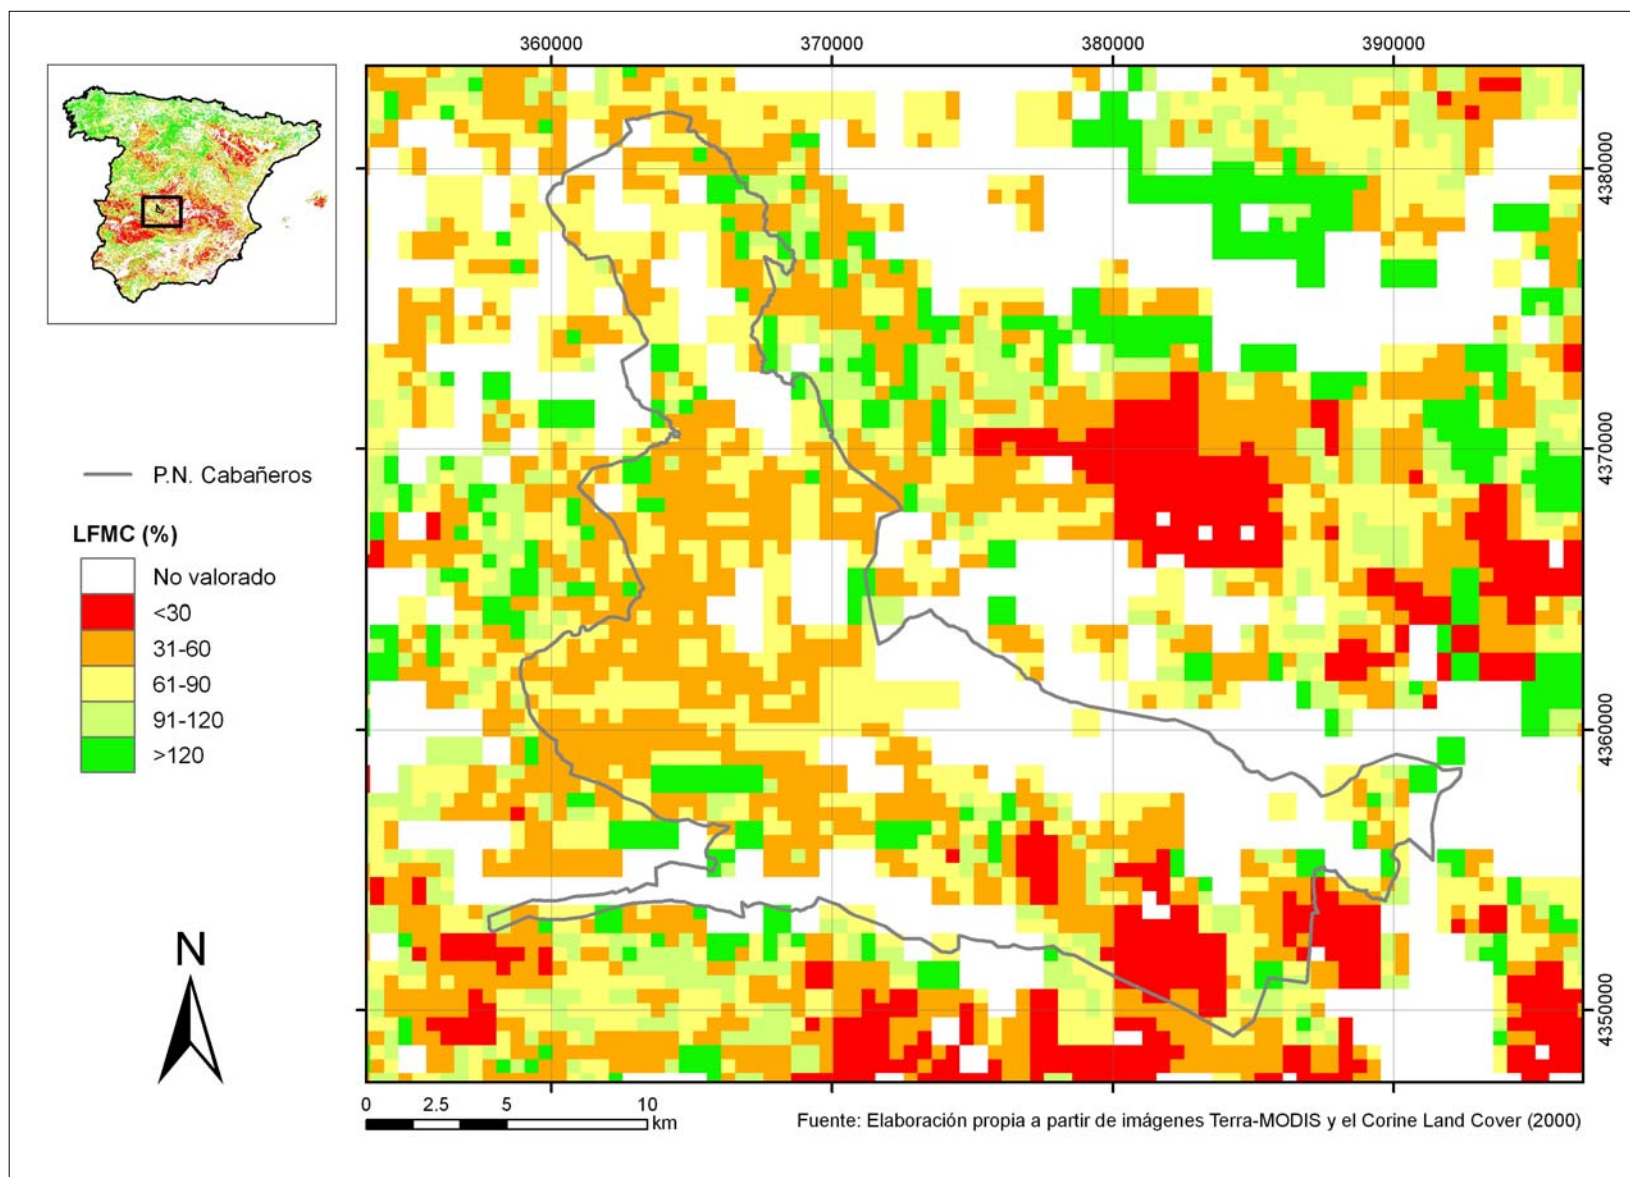 360000
370000
380000
390000
4380000
4370000
4360000
4350000
P.N. Cabañeros
LFMC (%)
No valorado
<30
31-60
61-90
91-120
>120
N
0 2.5 5 10
km
Fuente: Elaboración propia a partir de imágenes Terra-MODIS y el Corine Land Cover (2000)